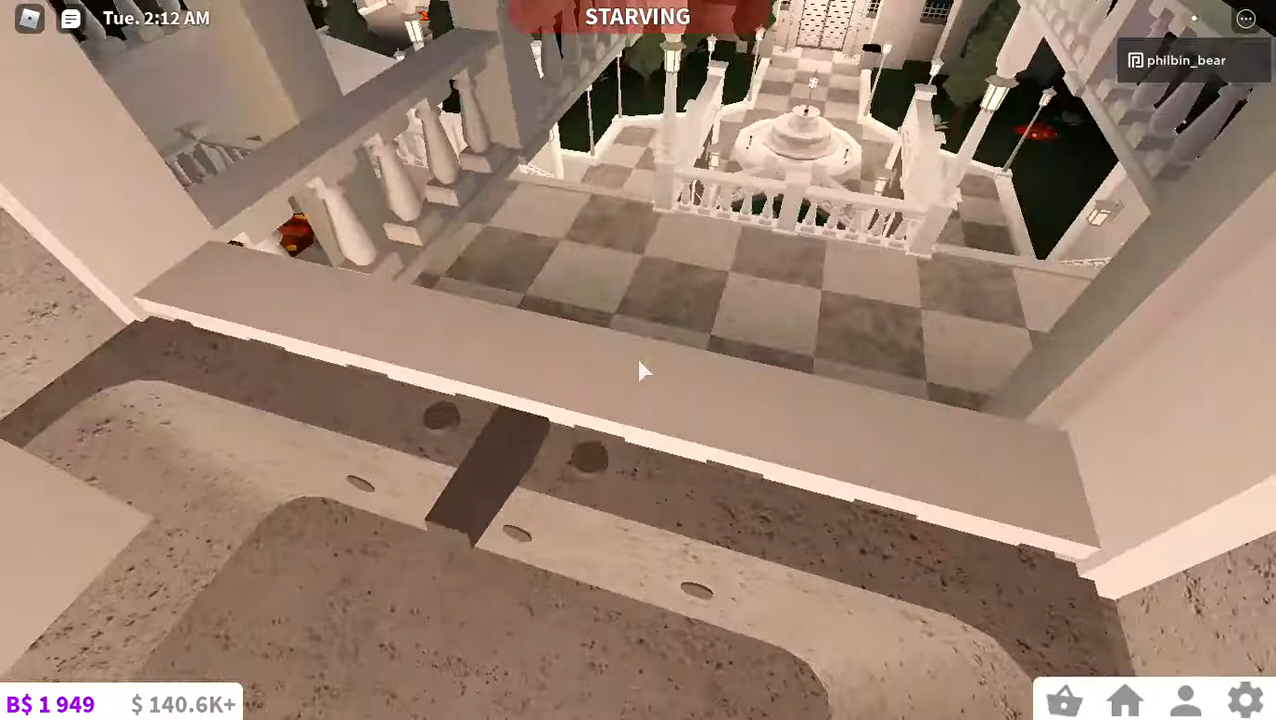 Tue. 2:12 AM
STARVING
philbin_bear
B$ 1 949
$ 140.6K+